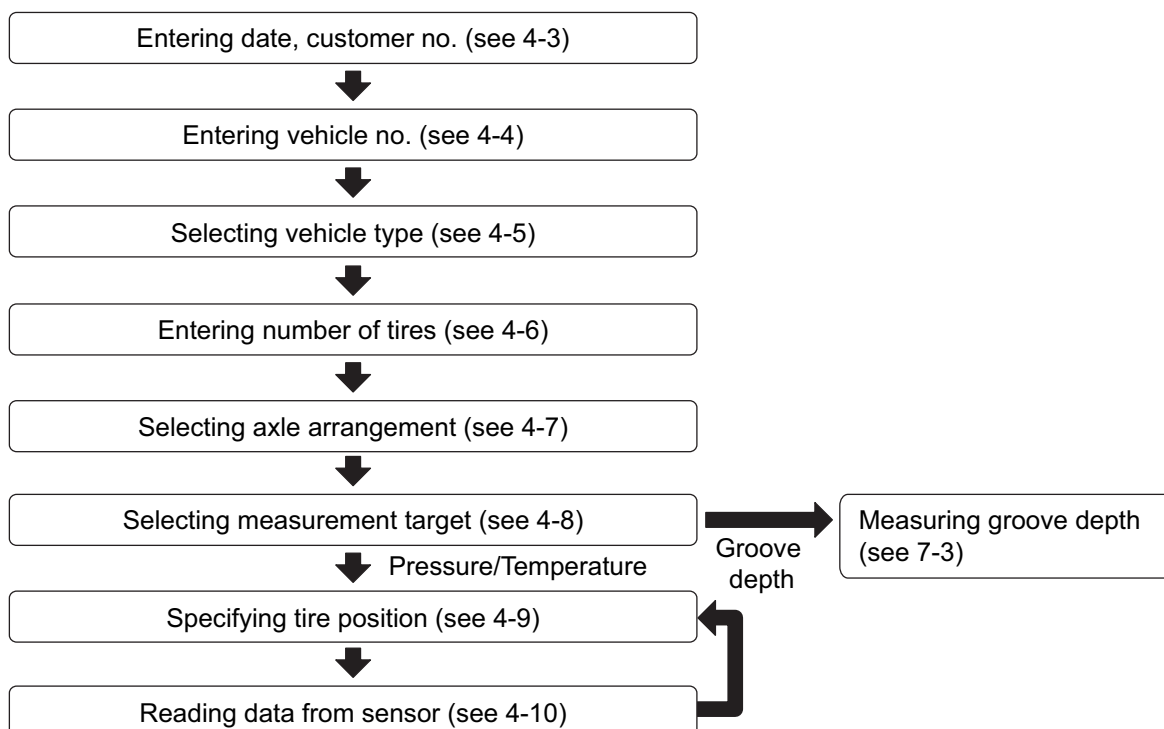 Entering date, customer no. (see 4-3)
Entering vehicle no. (see 4-4)
Selecting vehicle type (see 4-5)
Entering number of tires (see 4-6)
Selecting axle arrangement (see 4-7)
Selecting measurement target (see 4-8)
Groove
depth
Measuring groove depth
(see 7-3)
Pressure/Temperature
Specifying tire position (see 4-9)
Reading data from sensor (see 4-10)